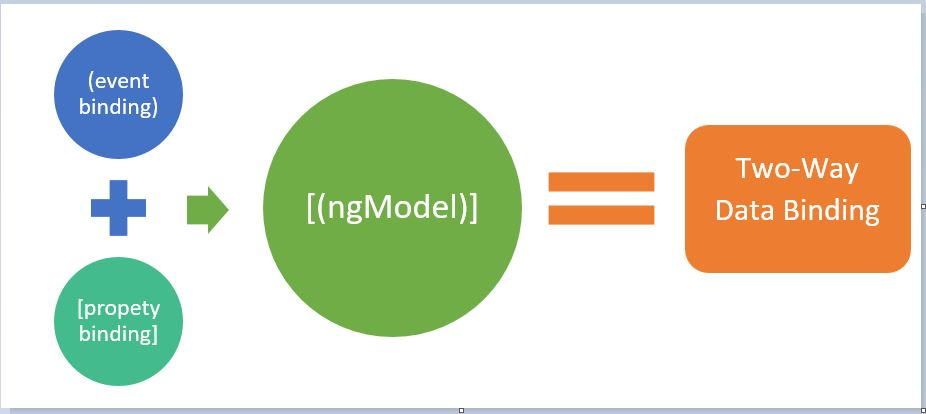 (event
binding)
[propety
binding]
[(ngModel)]
Two-Way
Data Binding